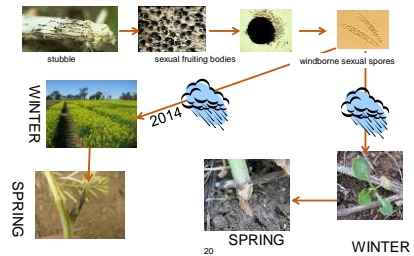 stubble
sexual fruiting bodies
windborne sexual spores
WINTER
2014
SPRING
SPRING
WINTER
20